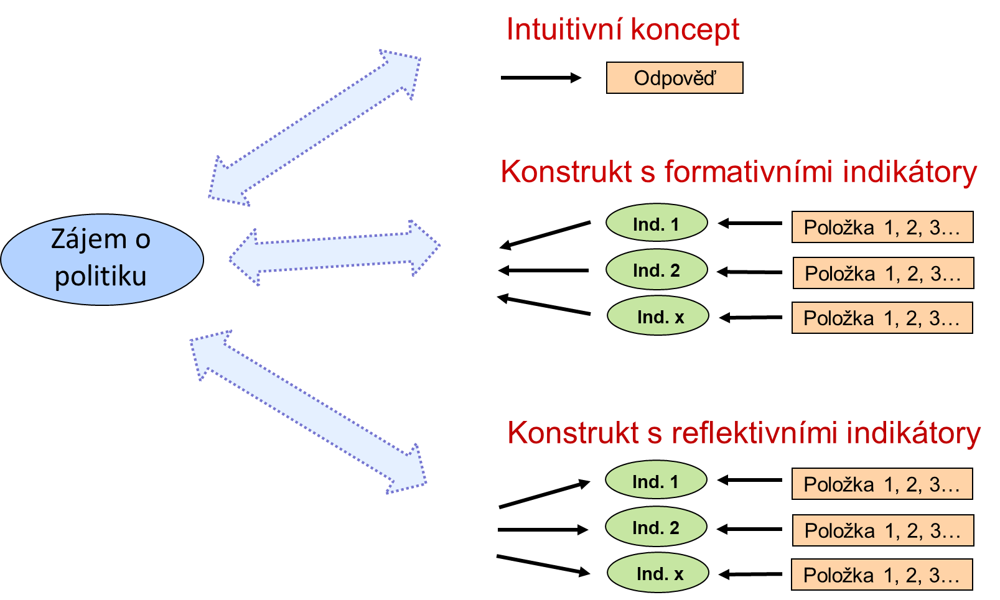 Intuitivní koncept
Odpověď
Zájem o
politiku
Konstrukt s formativními indikátory
Ind. 1
Položka 1, 2, 3…
Ind. 2
Položka 1, 2, 3…
Ind. x
Položka 1, 2, 3…
Konstrukt s reflektivními indikátory
Ind. 1
Položka 1, 2, 3…
Ind. 2
Položka 1, 2, 3…
Ind. x
Položka 1, 2, 3…